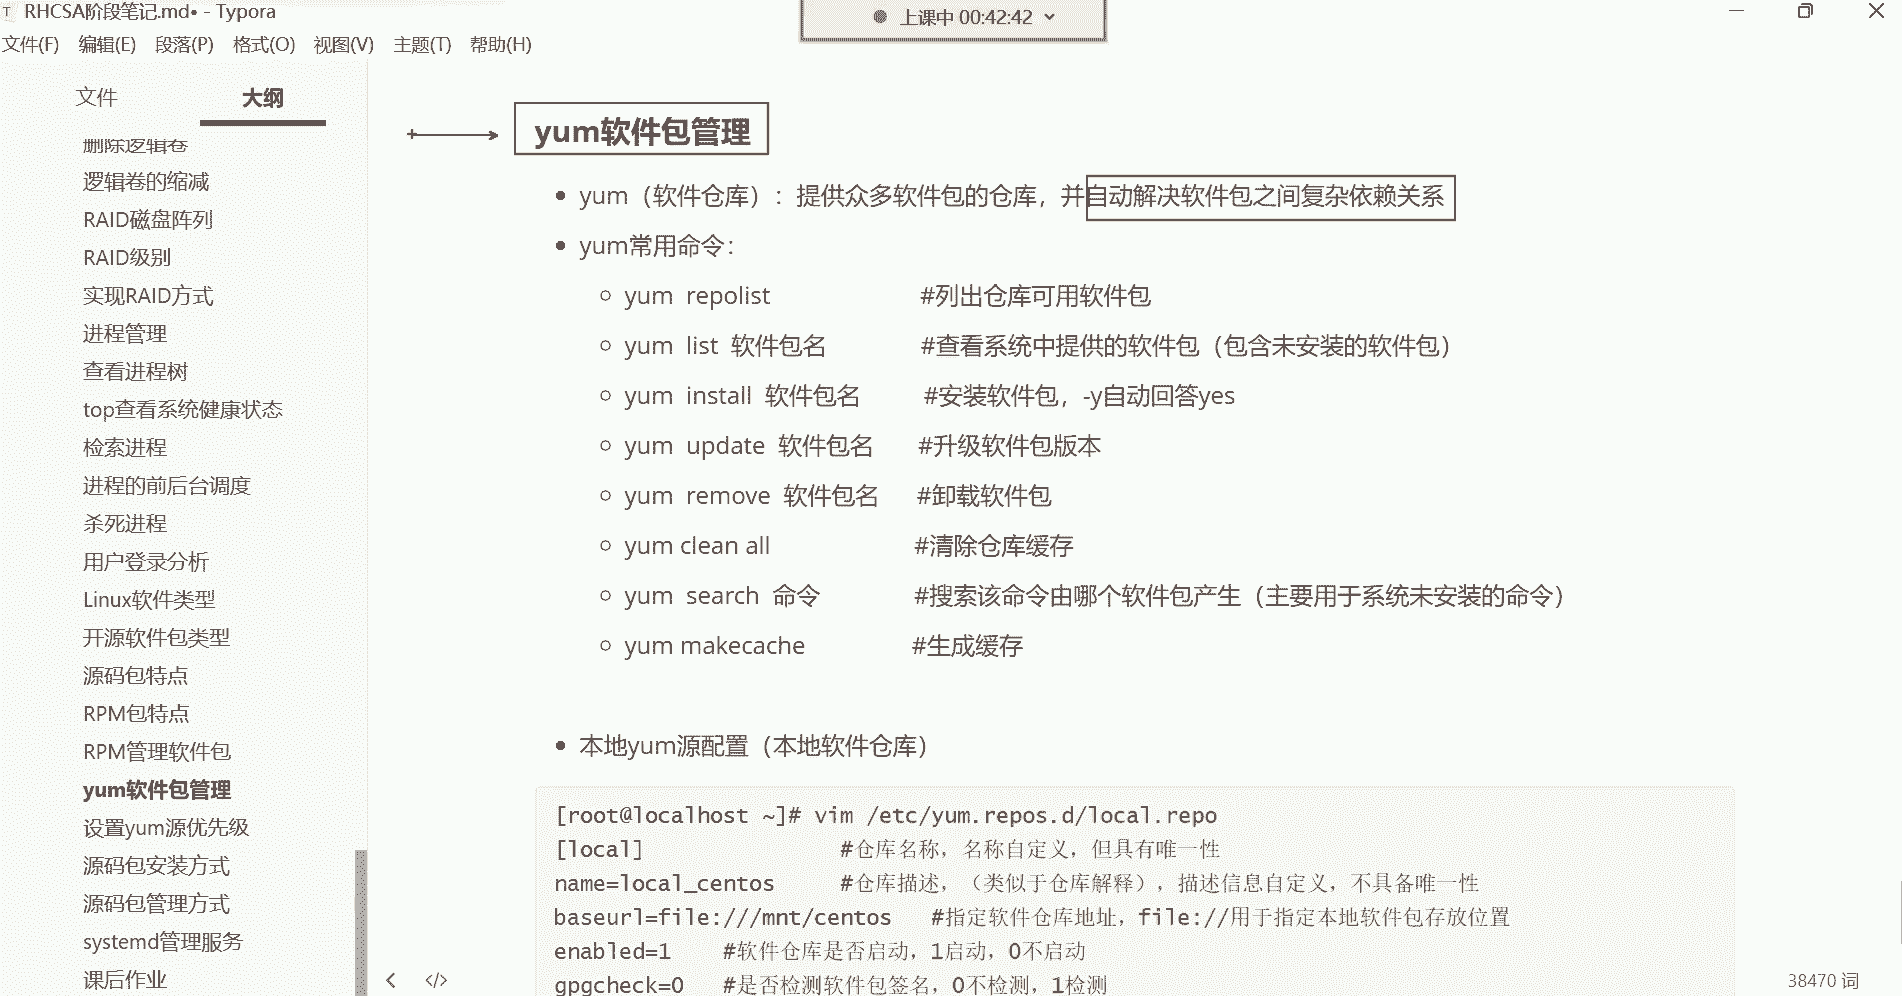 RHCSA阶段笔记.md• - Typora
上课中 00:42:42
文件(F) 编辑(E) 段落(P) 格式(O) 视图(V) 主题(T) 帮助(H)
文件 大纲
删除逻辑卷
逻辑卷的缩减
RAID磁盘阵列
RAID级别
实现RAID方式
进程管理
查看进程树
top查看系统健康状态
检索进程
进程的前后台调度
杀死进程
用户登录分析
Linux软件类型
开源软件包类型
源码包特点
RPM包特点
RPM管理软件包
yum软件包管理
设置yum源优先级
源码包安装方式
源码包管理方式
systemd管理服务
课后作业
yum软件包管理
• yum（软件仓库）：提供众多软件包的仓库，并自动解决软件包之间复杂依赖关系
• yum常用命令：
○ yum repolist #列出仓库可用软件包
○ yum list 软件包名 #查看系统中提供的软件包（包含未安装的软件包）
○ yum install 软件包名 #安装软件包，-y自动回答yes
○ yum update 软件包名 #升级软件包版本
○ yum remove 软件包名 #卸载软件包
○ yum clean all #清除仓库缓存
○ yum search 命令 #搜索该命令由哪个软件包产生（主要用于系统未安装的命令）
○ yum makecache #生成缓存
• 本地yum源配置（本地软件仓库）
[root@localhost ~]# vim /etc/yum.repos.d/local.repo
[local] #仓库名称，名称自定义，但具有唯一性
name=local_centos #仓库描述，（类似于仓库解释），描述信息自定义，不具备唯一性
baseurl=file:///mnt/centos #指定软件仓库地址，file://用于指定本地软件包存放位置
enabled=1 #软件仓库是否启动，1启动，0不启动
gpgcheck=0 #是否检测软件包签名，0不检测，1检测
38470 词